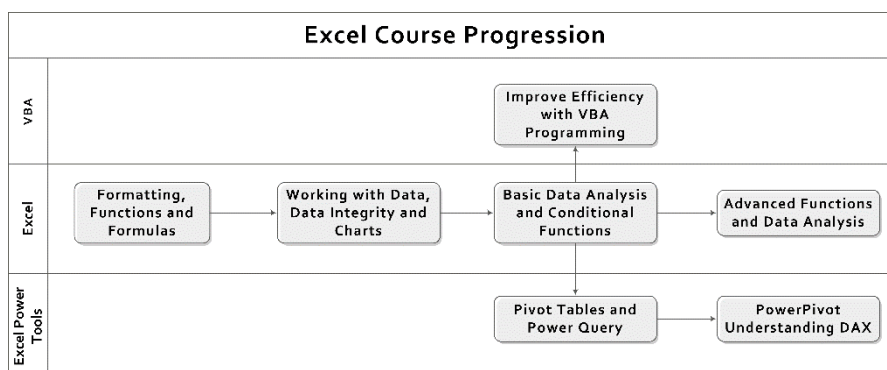 Excel Course Progression
VBA
Improve Efficiency
with VBA
Programming
Excel
Formatting,
Functions and
Formulas
Working with Data,
Data Integrity and
Charts
Basic Data Analysis
and Conditional
Functions
Advanced Functions
and Data Analysis
Excel Power
Tools
Pivot Tables and
Power Query
PowerPivot
Understanding DAX